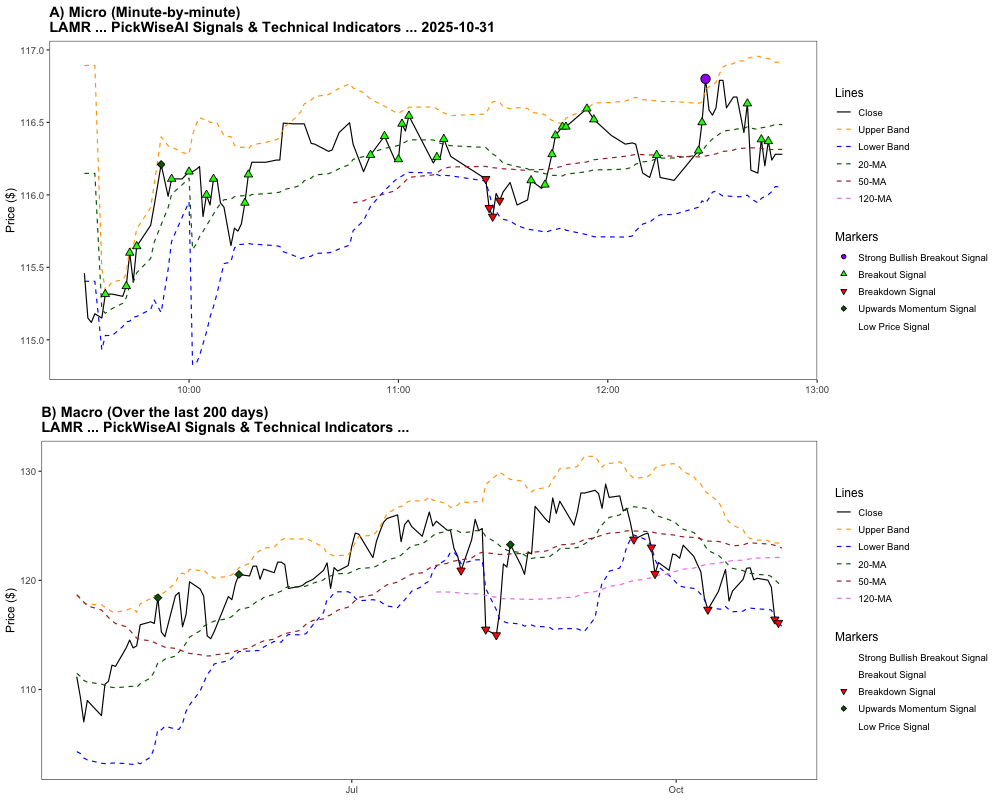 A) Micro (Minute-by-minute)
LAMR ... PickWiseAI Signals & Technical Indicators ... 2025-10-31
117.0
116.5
116.0
115.5
115.0
Price ($)
10:00
11:00
12:00
13:00
Lines
Close
Upper Band
Lower Band
20-MA
50-MA
120-MA
Markers
Strong Bullish Breakout Signal
Breakout Signal
Breakdown Signal
Upwards Momentum Signal
Low Price Signal
B) Macro (Over the last 200 days)
LAMR ... PickWiseAI Signals & Technical Indicators ...
130
120
110
Price ($)
Jul
Oct
Lines
Close
Upper Band
Lower Band
20-MA
50-MA
120-MA
Markers
Strong Bullish Breakout Signal
Breakout Signal
Breakdown Signal
Upwards Momentum Signal
Low Price Signal